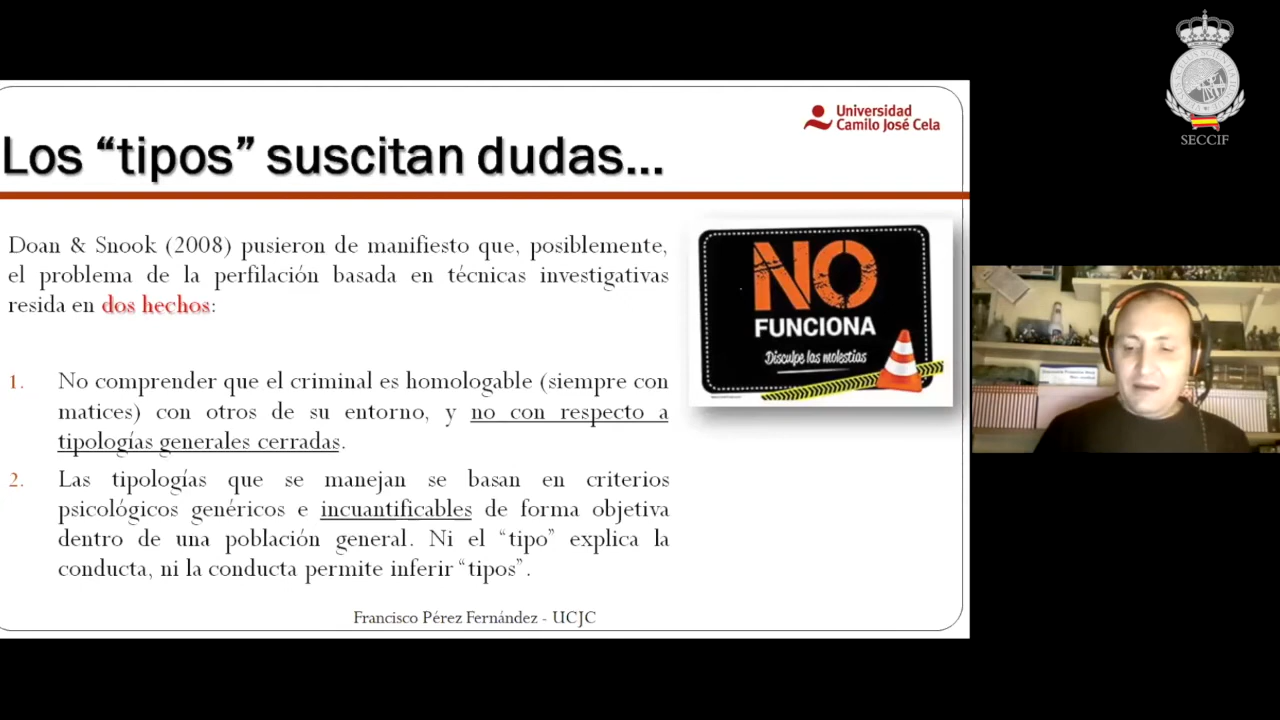 Universidad
Camilo José Cela
SECCIF
Los “tipos” suscitan dudas...
Doan & Snook (2008) pusieron de manifiesto que, posiblemente,
el problema de la perfilación basada en técnicas investigativas
resida en dos hechos:
NO
FUNCIONA
Disculpe las molestias
1. No comprender que el criminal es homologable (siempre con
matices) con otros de su entorno, y no con respecto a
tipologías generales cerradas.
2. Las tipologías que se manejan se basan en criterios
psicológicos genéricos e incuantificables de forma objetiva
dentro de una población general. Ni el “tipo” explica la
conducta, ni la conducta permite inferir “tipos”.
Francisco Pérez Fernández - UCJC